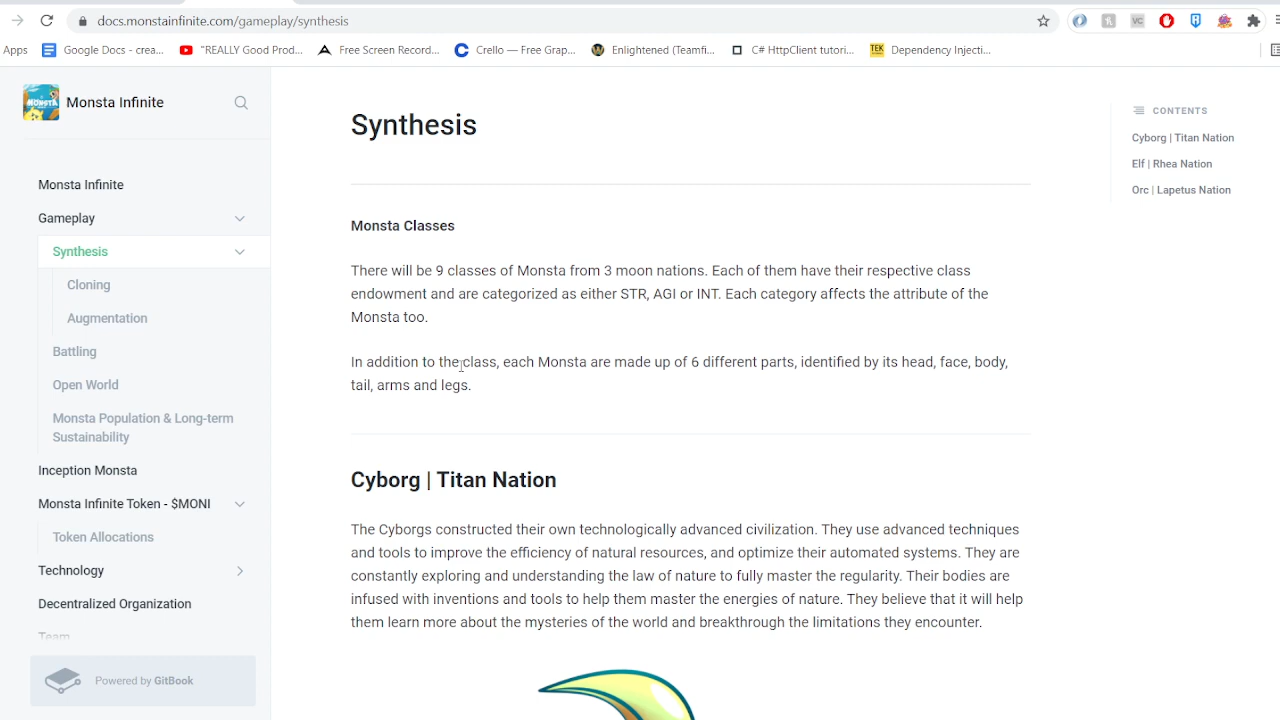 docs.monstainfinite.com/gameplay/synthesis
Apps
Google Docs - crea...
"REALLY Good Prod...
Free Screen Record...
Crello — Free Grap...
Enlightened (Teamfi...
C# HttpClient tutori...
TEK
Dependency Injecti...
MONSTA
Monsta Infinite
Monsta Infinite
Gameplay
Synthesis
Cloning
Augmentation
Battling
Open World
Monsta Population & Long-term
Sustainability
Inception Monsta
Monsta Infinite Token - $MONI
Token Allocations
Technology
Decentralized Organization
Team
Powered by GitBook
Synthesis
Monsta Classes
There will be 9 classes of Monsta from 3 moon nations. Each of them have their respective class
endowment and are categorized as either STR, AGI or INT. Each category affects the attribute of the
Monsta too.
In addition to the class, each Monsta are made up of 6 different parts, identified by its head, face, body,
tail, arms and legs.
Cyborg | Titan Nation
The Cyborgs constructed their own technologically advanced civilization. They use advanced techniques
and tools to improve the efficiency of natural resources, and optimize their automated systems. They are
constantly exploring and understanding the law of nature to fully master the regularity. Their bodies are
infused with inventions and tools to help them master the energies of nature. They believe that it will help
them learn more about the mysteries of the world and breakthrough the limitations they encounter.
CONTENTS
Cyborg | Titan Nation
Elf | Rhea Nation
Orc | Lapetus Nation
VC